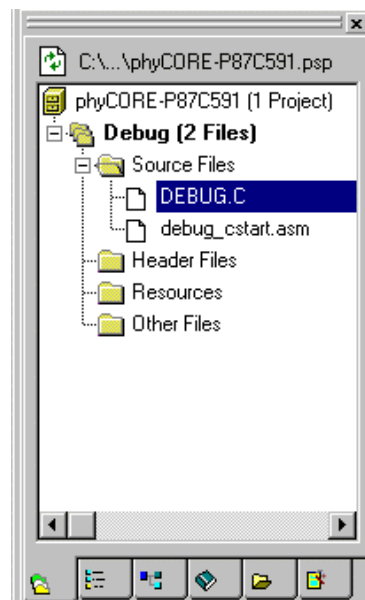 C:\...\phyCORE-P87C591.psp
phyCORE-P87C591 (1 Project)
Debug (2 Files)
Source Files
DEBUG.C
debug_cstart.asm
Header Files
Resources
Other Files